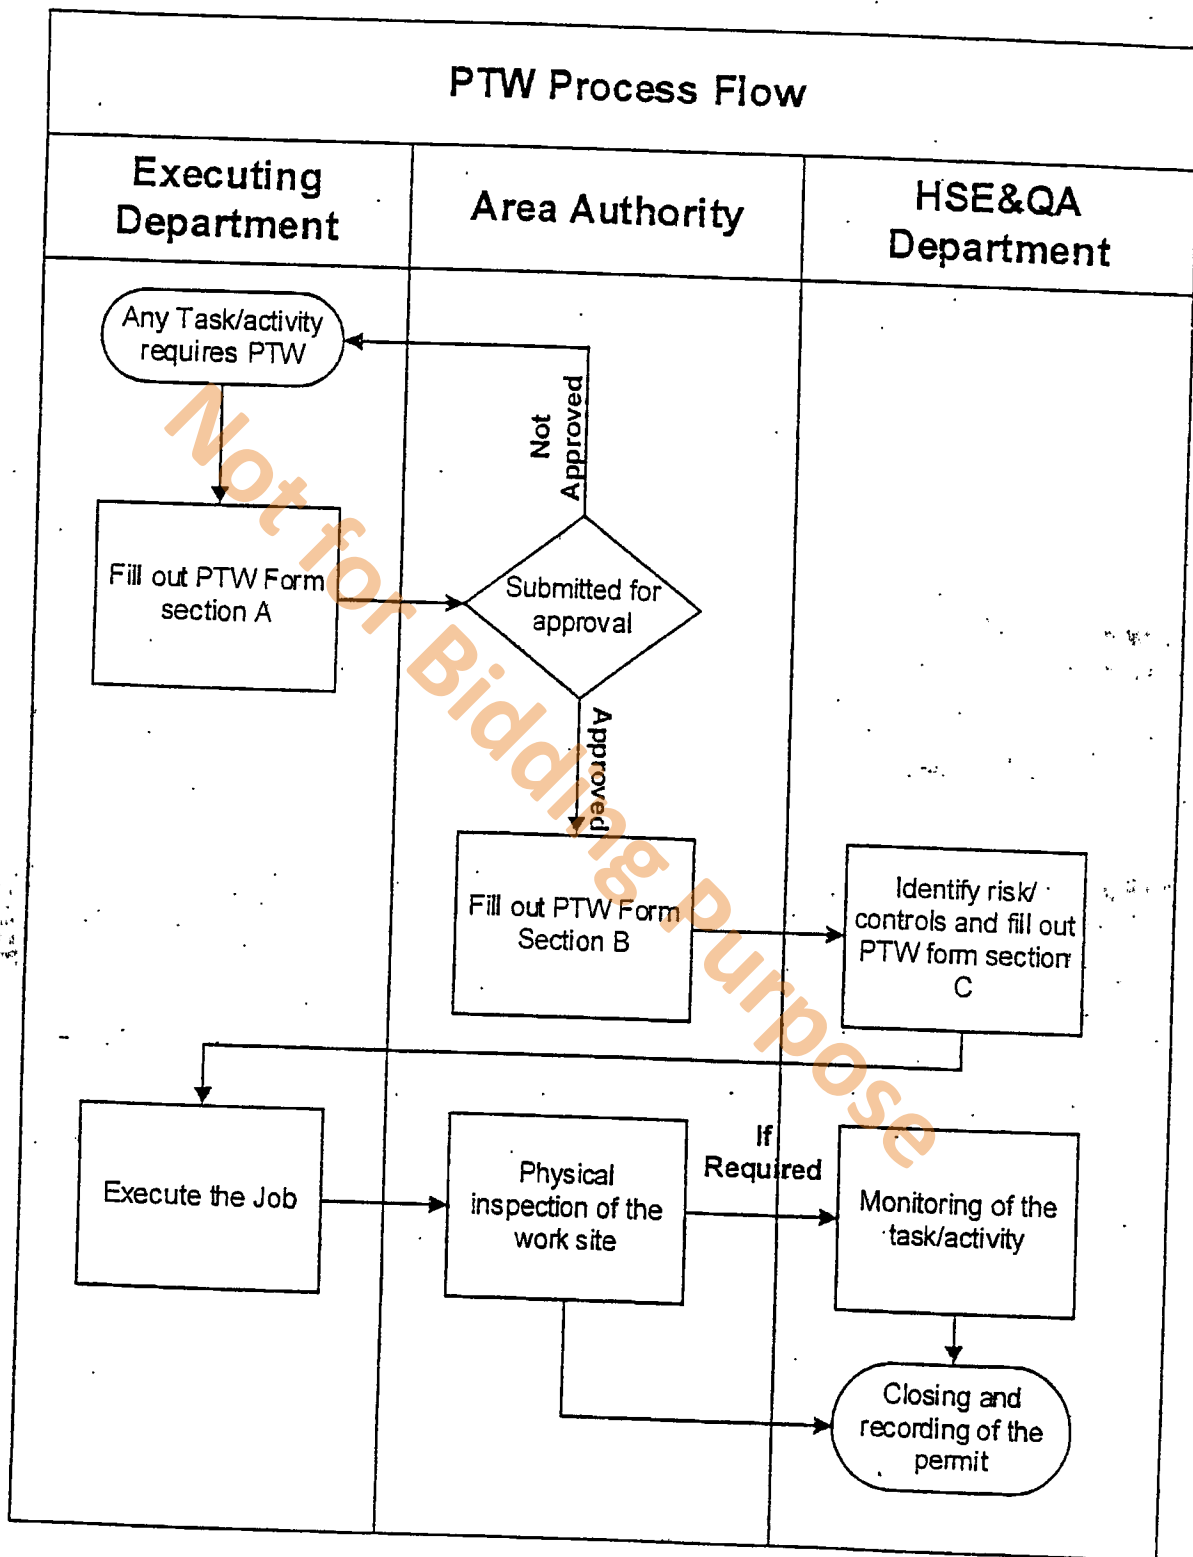 PTW Process Flow
Executing
Department
Area Authority
HSE&QA
Department
Any Task/activity
requires PTW
Not
Approved
Fill out PTW Form
section A
Submitted for
approval
Approved
Fill out PTW Form
Section B
Identify risk/
controls and fill out
PTW form section
C
Execute the Job
Physical
inspection of the
work site
If
Required
Monitoring of the
task/activity
Closing and
recording of the
permit
Not for Bidding Purpose